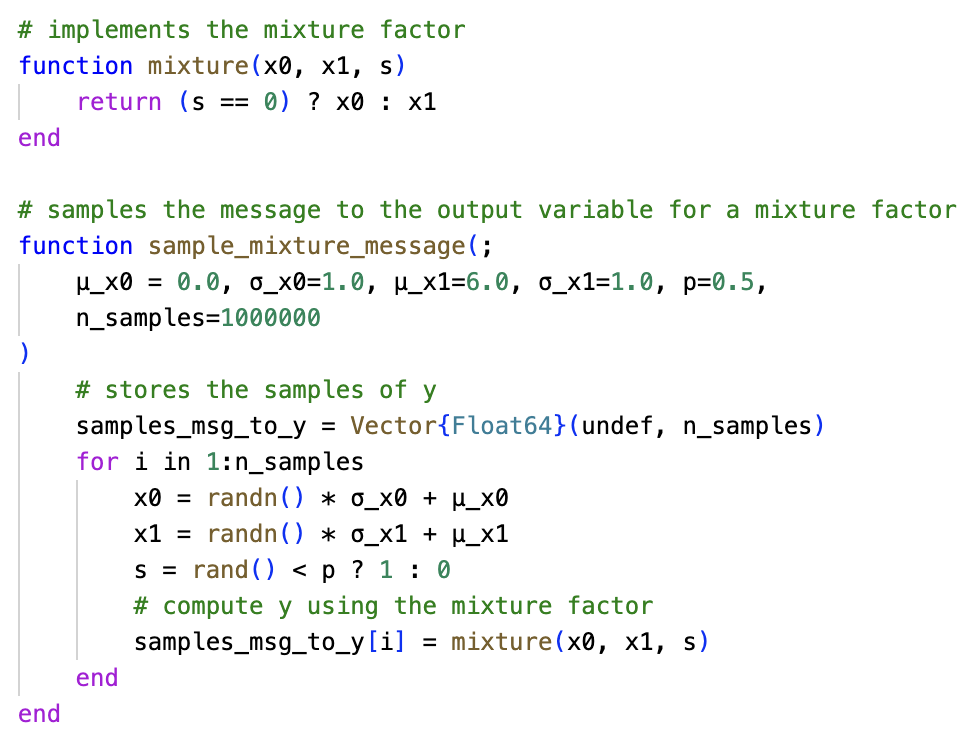 # implements the mixture factor
function mixture(x0, x1, s)
    return (s == 0) ? x0 : x1
end

# samples the message to the output variable for a mixture factor
function sample_mixture_message(;
    μ_x0 = 0.0, σ_x0=1.0, μ_x1=6.0, σ_x1=1.0, p=0.5,
    n_samples=1000000
)
    # stores the samples of y
    samples_msg_to_y = Vector{Float64}(undef, n_samples)
    for i in 1:n_samples
        x0 = randn() * σ_x0 + μ_x0
        x1 = randn() * σ_x1 + μ_x1
        s = rand() < p ? 1 : 0
        # compute y using the mixture factor
        samples_msg_to_y[i] = mixture(x0, x1, s)
    end
end